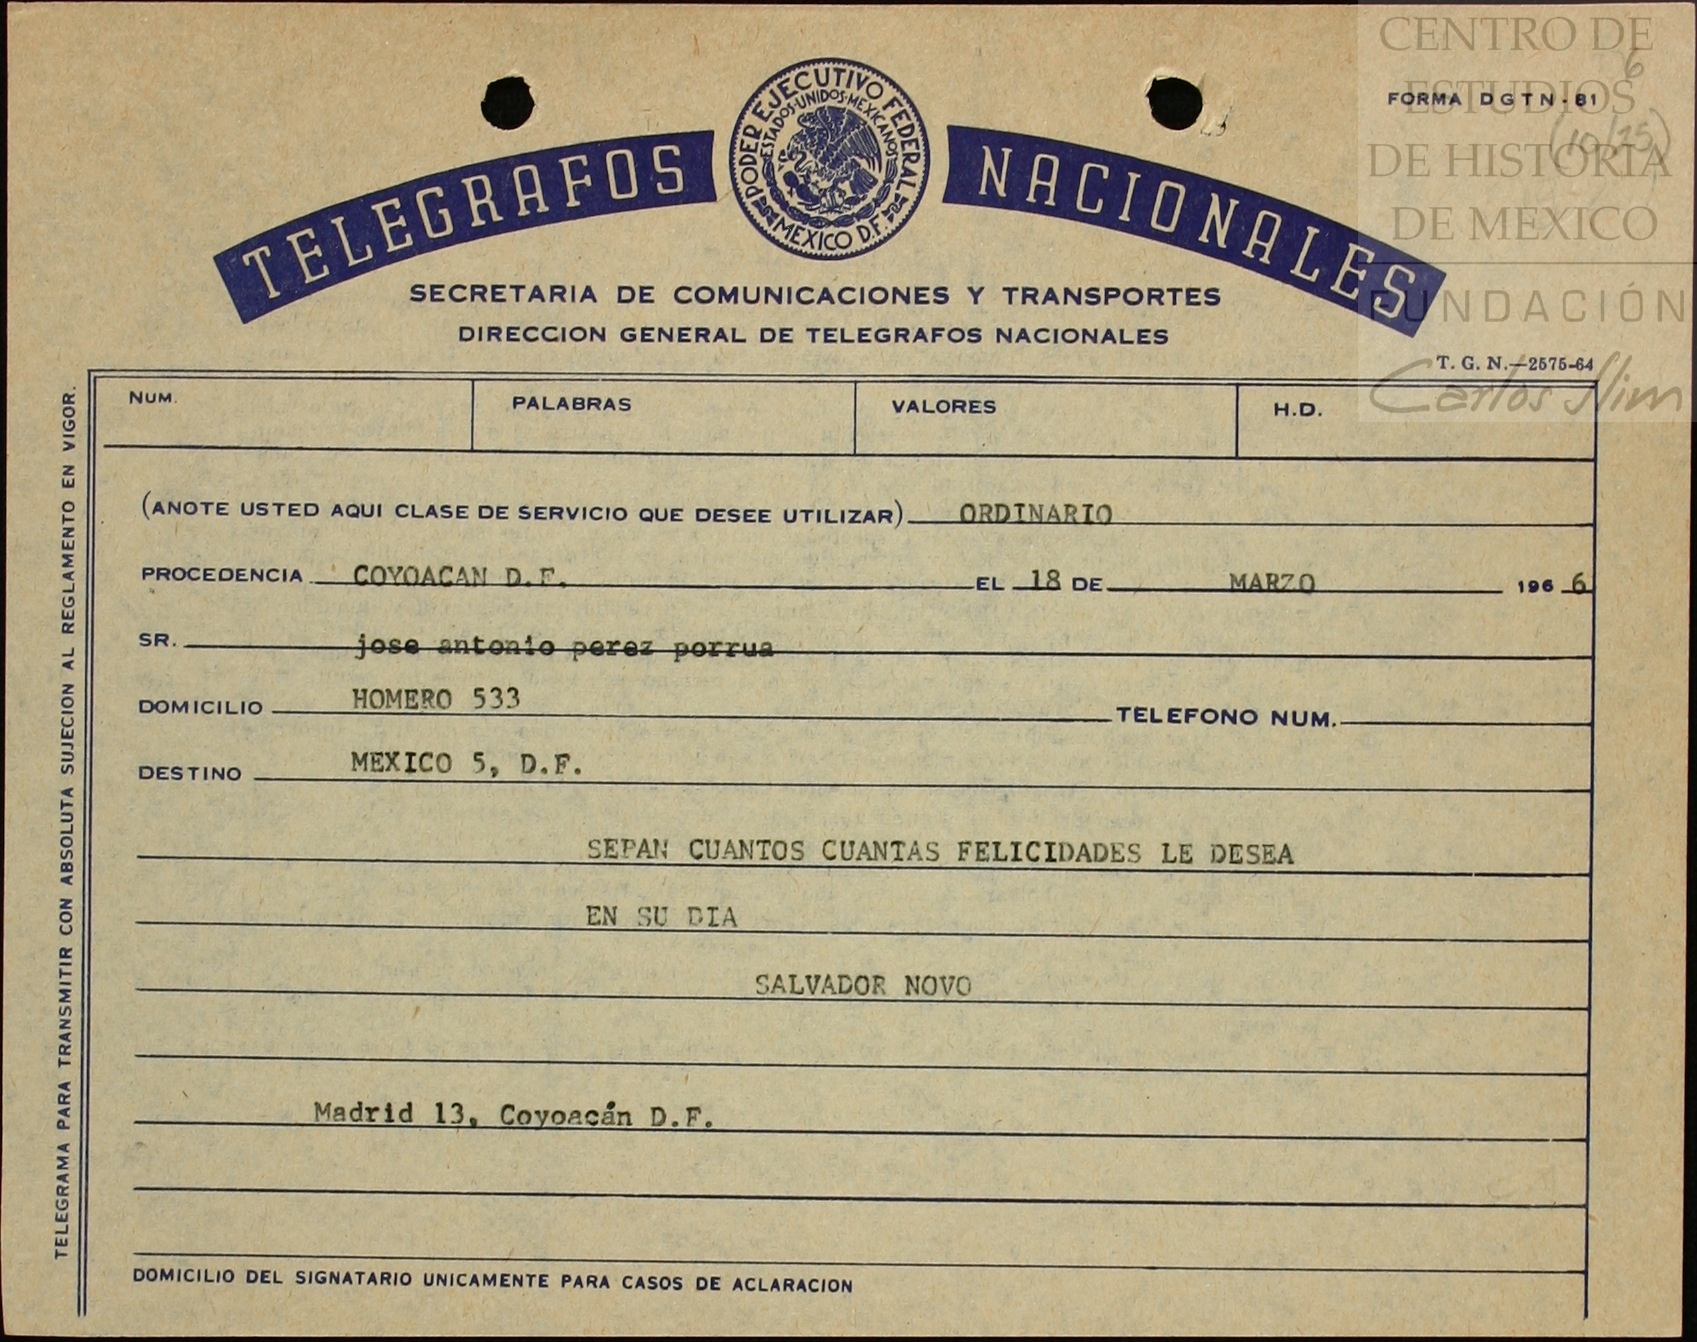 CENTRO DE
ESTUDIOS
DE HISTORIA
DE MEXICO
FUNDACIÓN
Carlos Slim
6
FORMA DGTN-81
(10/25)
TELEGRAFOS NACIONALES
PODER EJECUTIVO FEDERAL
ESTADOS·UNIDOS·MEXICANOS
MEXICO D.F.
SECRETARIA DE COMUNICACIONES Y TRANSPORTES
DIRECCION GENERAL DE TELEGRAFOS NACIONALES
T. G. N.—2575-64
NUM. PALABRAS VALORES H.D.
(ANOTE USTED AQUI CLASE DE SERVICIO QUE DESEE UTILIZAR) ORDINARIO
PROCEDENCIA COYOACAN D.F. EL 18 DE MARZO 196 6
SR. jose antonio perez porrua
DOMICILIO HOMERO 533 TELEFONO NUM.
DESTINO MEXICO 5, D.F.
SEPAN CUANTOS CUANTAS FELICIDADES LE DESEA
EN SU DIA
SALVADOR NOVO
Madrid 13, Coyoacán D.F.
DOMICILIO DEL SIGNATARIO UNICAMENTE PARA CASOS DE ACLARACION
TELEGRAMA PARA TRANSMITIR CON ABSOLUTA SUJECION AL REGLAMENTO EN VIGOR.